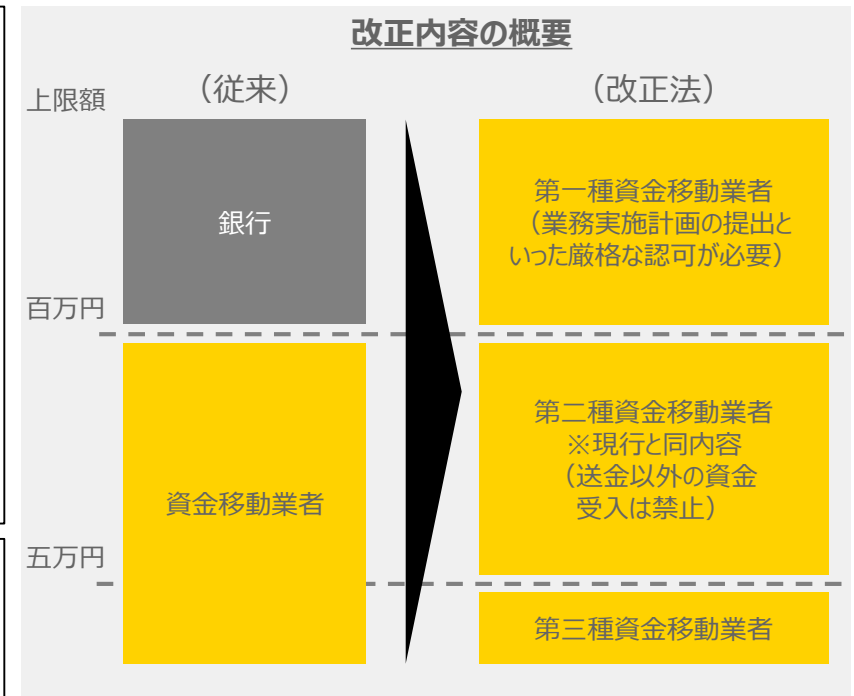 改正内容の概要
上限額
（従来）
（改正法）
銀行
第一種資金移動業者
（業務実施計画の提出と
いった厳格な認可が必要）
百万円
資金移動業者
第二種資金移動業者
※現行と同内容
（送金以外の資金
受入は禁止）
五万円
第三種資金移動業者